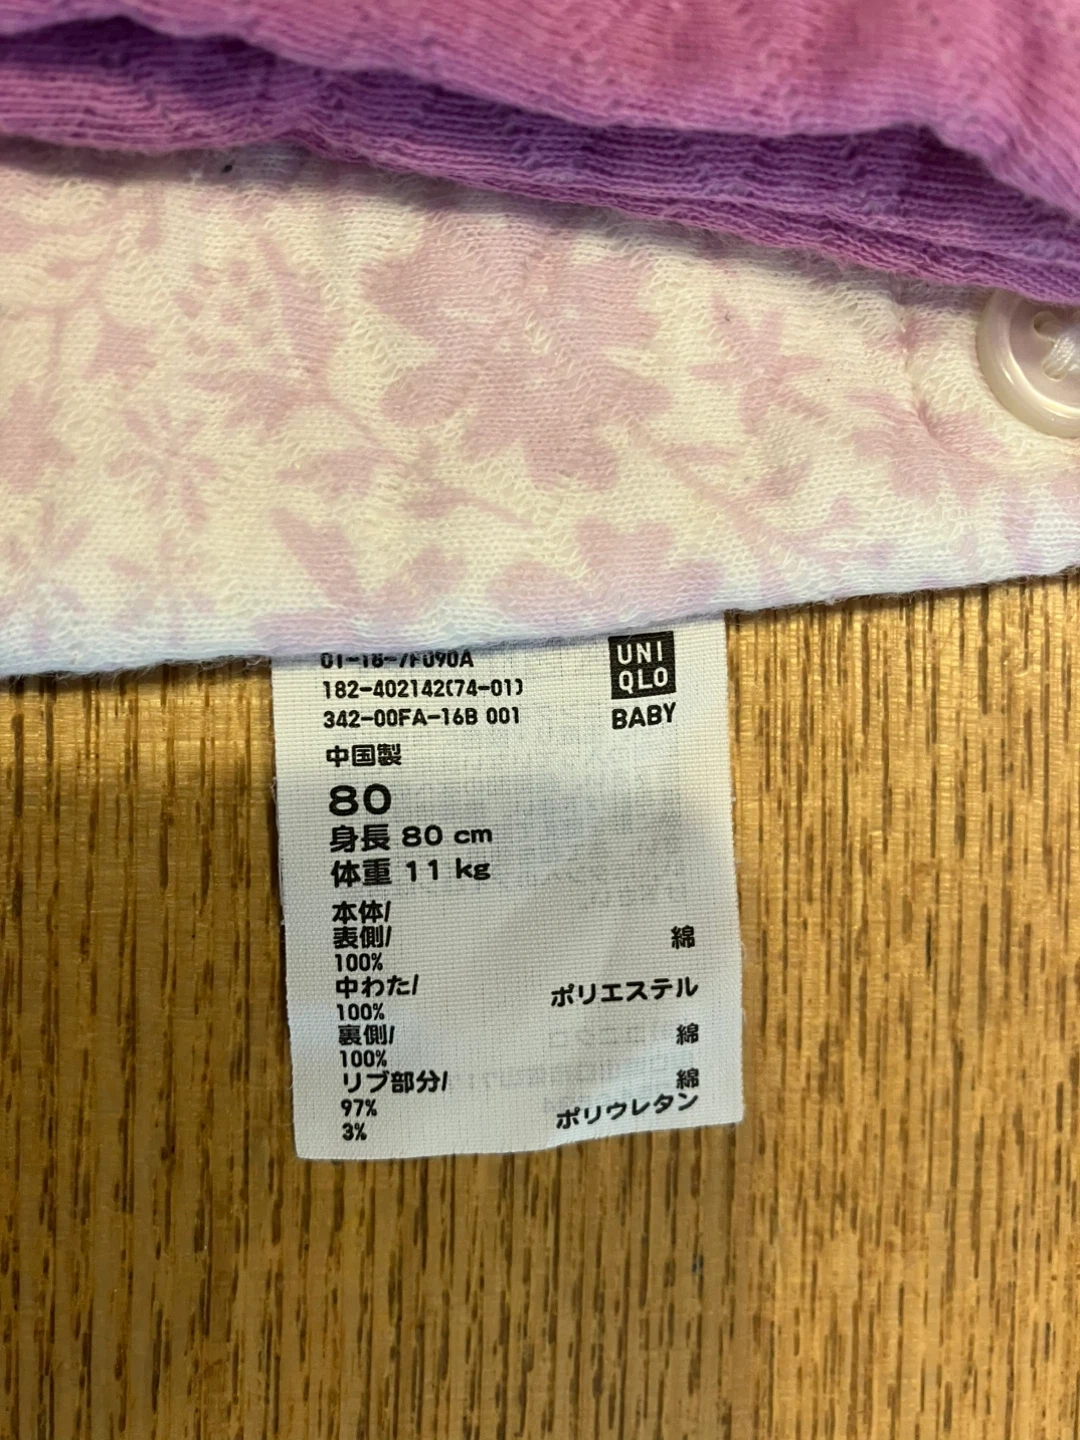 01-18-7F090A
182-402142(74-01)
342-00FA-16B 001
UNI
QLO
BABY
中国製
80
身長 80 cm
体重 11 kg
本体/
表側/ 綿
100%
中わた/ ポリエステル
100%
裏側/ 綿
100%
リブ部分/ 綿
97% ポリウレタン
3%